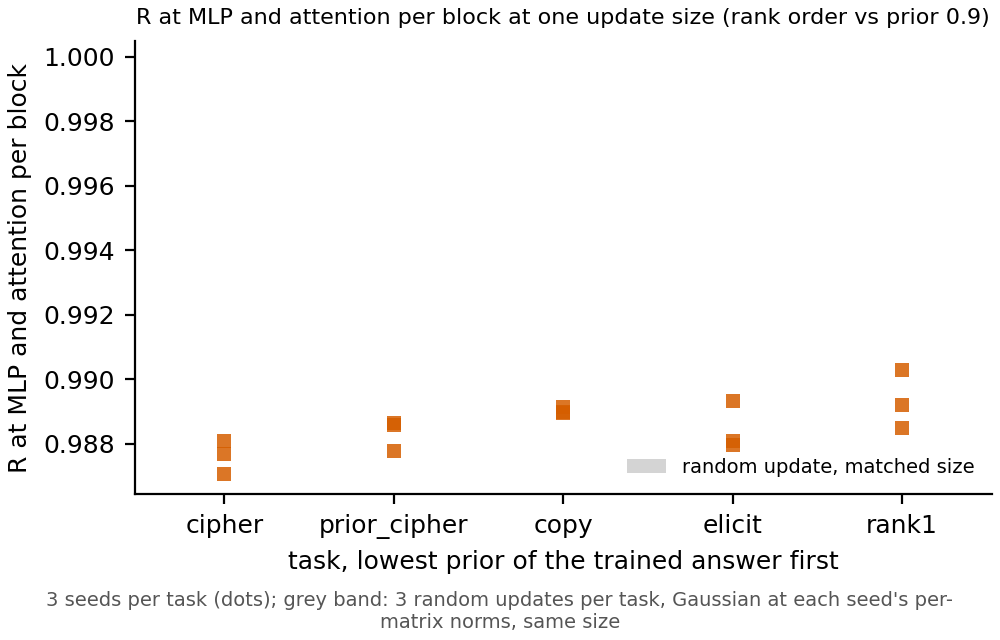 R at MLP and attention per block at one update size (rank order vs prior 0.9)
R at MLP and attention per block
1.000
0.998
0.996
0.994
0.992
0.990
0.988
random update, matched size
cipher
prior_cipher
copy
elicit
rank1
task, lowest prior of the trained answer first
3 seeds per task (dots); grey band: 3 random updates per task, Gaussian at each seed's per-
matrix norms, same size